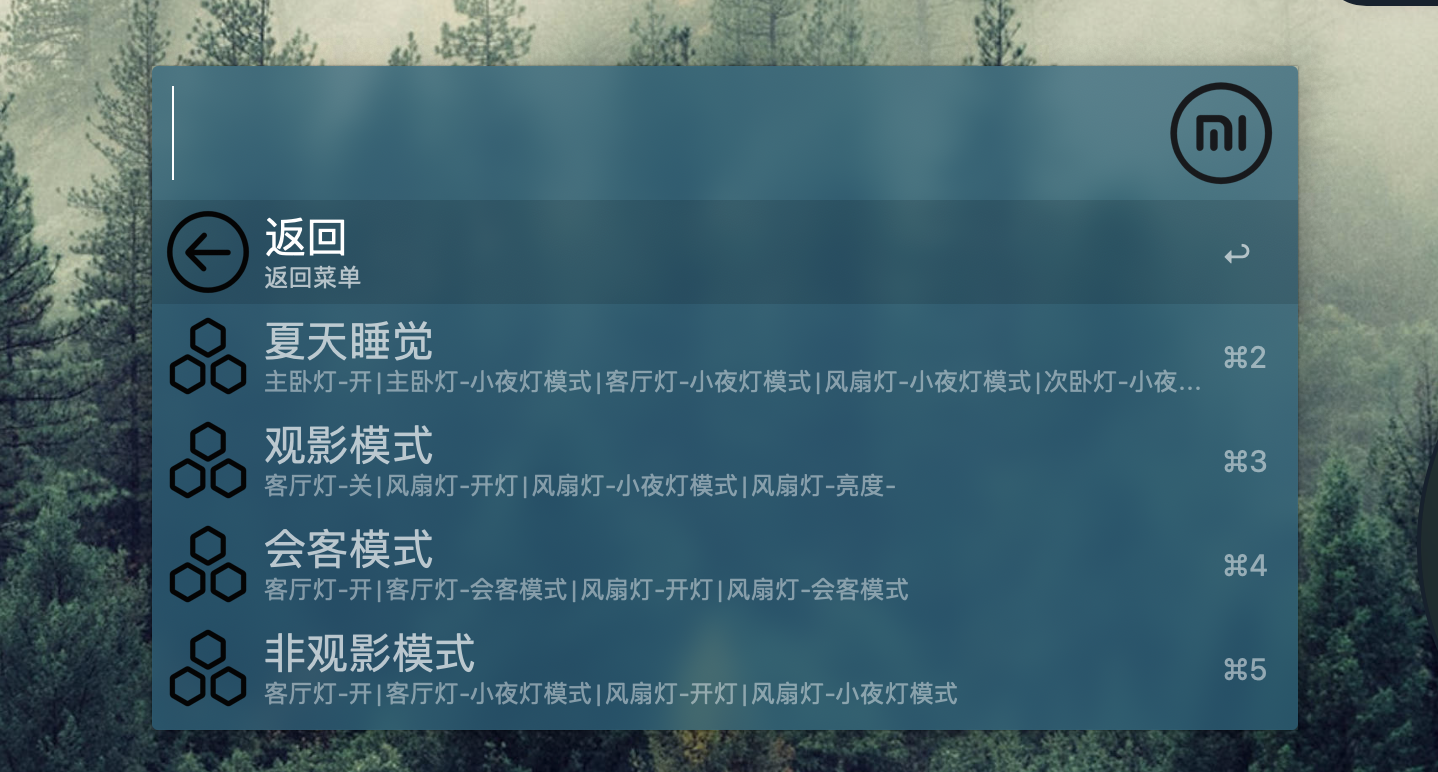 返回
返回菜单
夏天睡觉
主卧灯-开|主卧灯-小夜灯模式|客厅灯-小夜灯模式|风扇灯-小夜灯模式|次卧灯-小夜...
⌘2
观影模式
客厅灯-关|风扇灯-开灯|风扇灯-小夜灯模式|风扇灯-亮度-
⌘3
会客模式
客厅灯-开|客厅灯-会客模式|风扇灯-开灯|风扇灯-会客模式
⌘4
非观影模式
客厅灯-开|客厅灯-小夜灯模式|风扇灯-开灯|风扇灯-小夜灯模式
⌘5